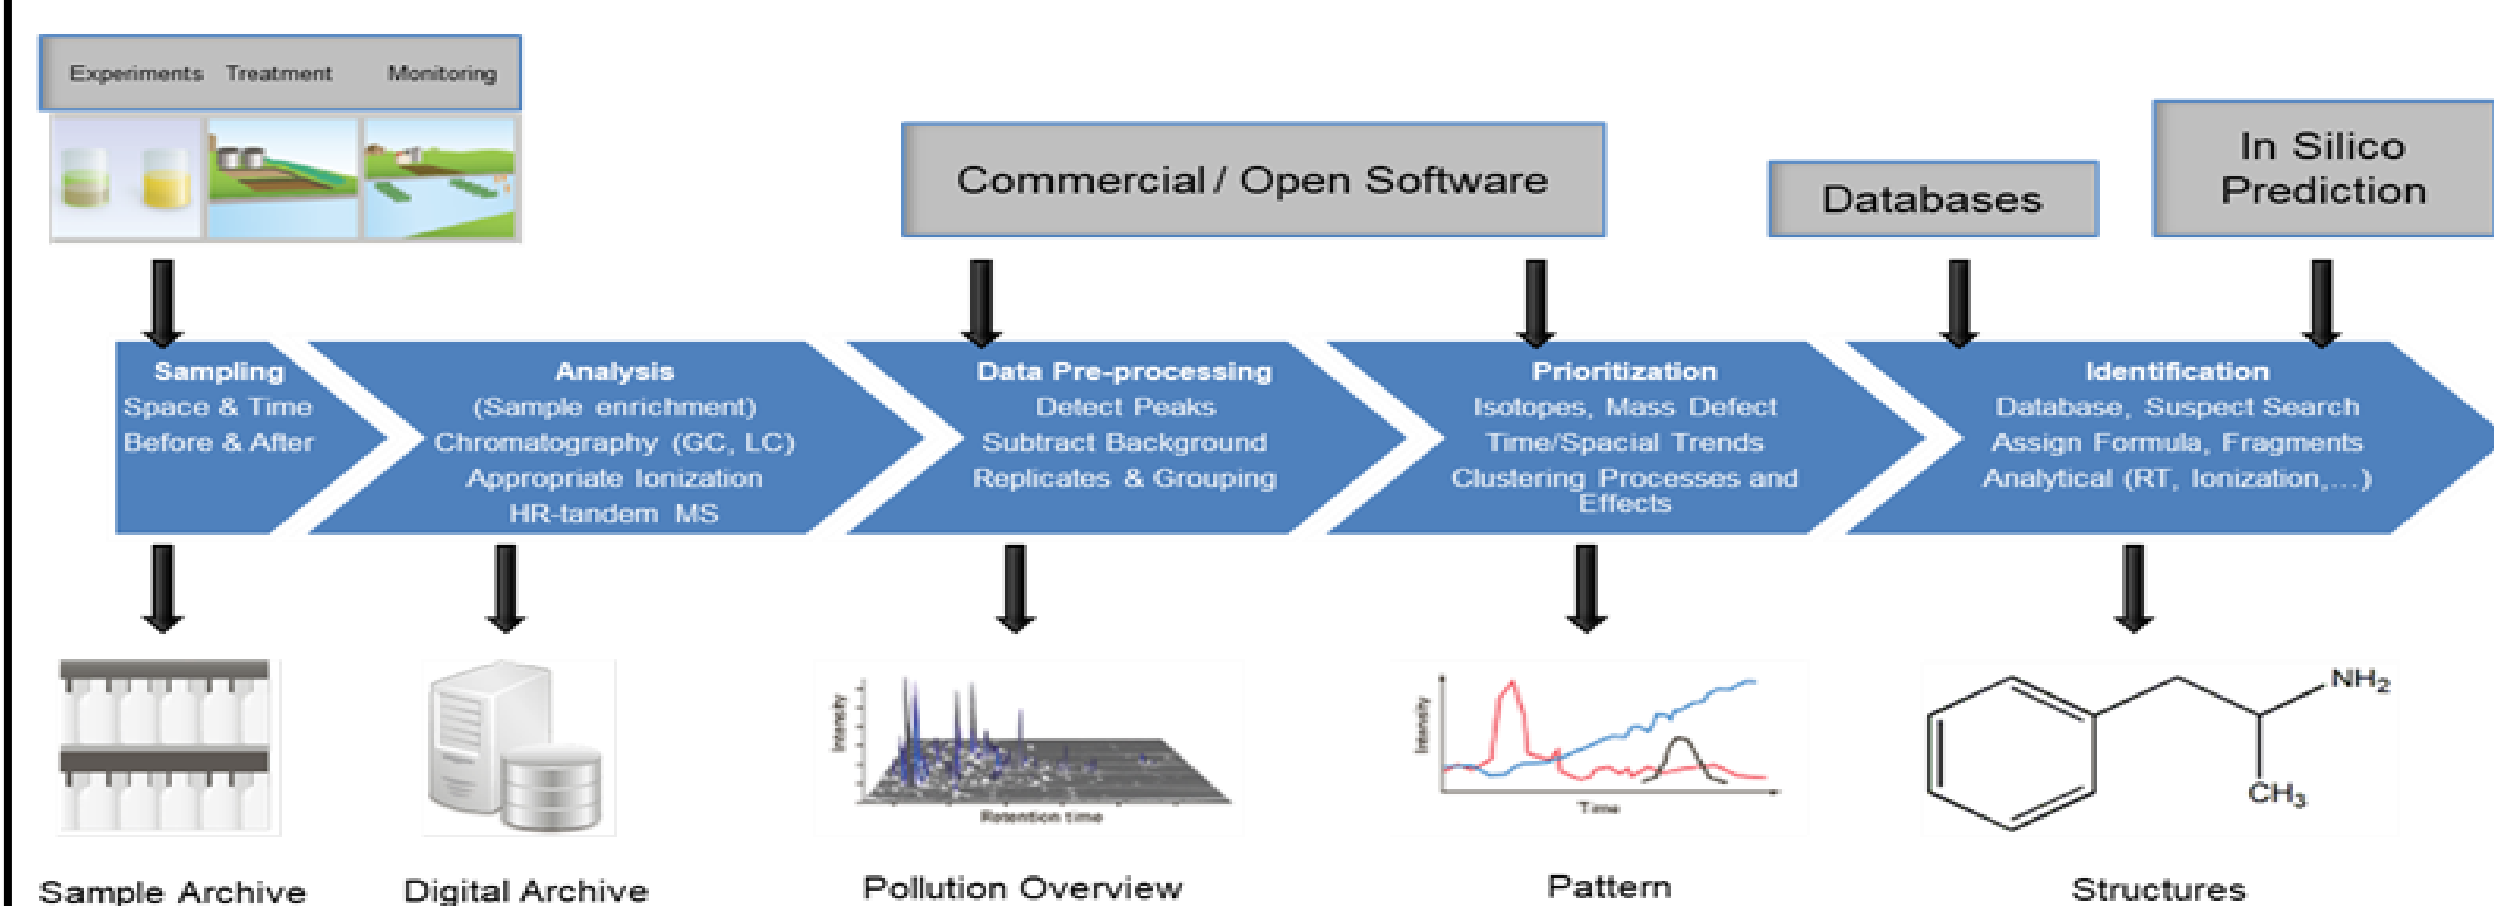 Experiments Treatment Monitoring
Commercial / Open Software
Databases
In Silico
Prediction
Sampling
Space & Time
Before & After
Analysis
(Sample enrichment)
Chromatography (GC, LC)
Appropriate Ionization
HR-tandem MS
Data Pre-processing
Detect Peaks
Subtract Background
Replicates & Grouping
Prioritization
Isotopes, Mass Defect
Time/Spacial Trends
Clustering Processes and
Effects
Identification
Database, Suspect Search
Assign Formula, Fragments
Analytical (RT, Ionization,...)
Intensity
Retention time
Intensity
Time
NH2
CH3
Sample Archive
Digital Archive
Pollution Overview
Pattern
Structures